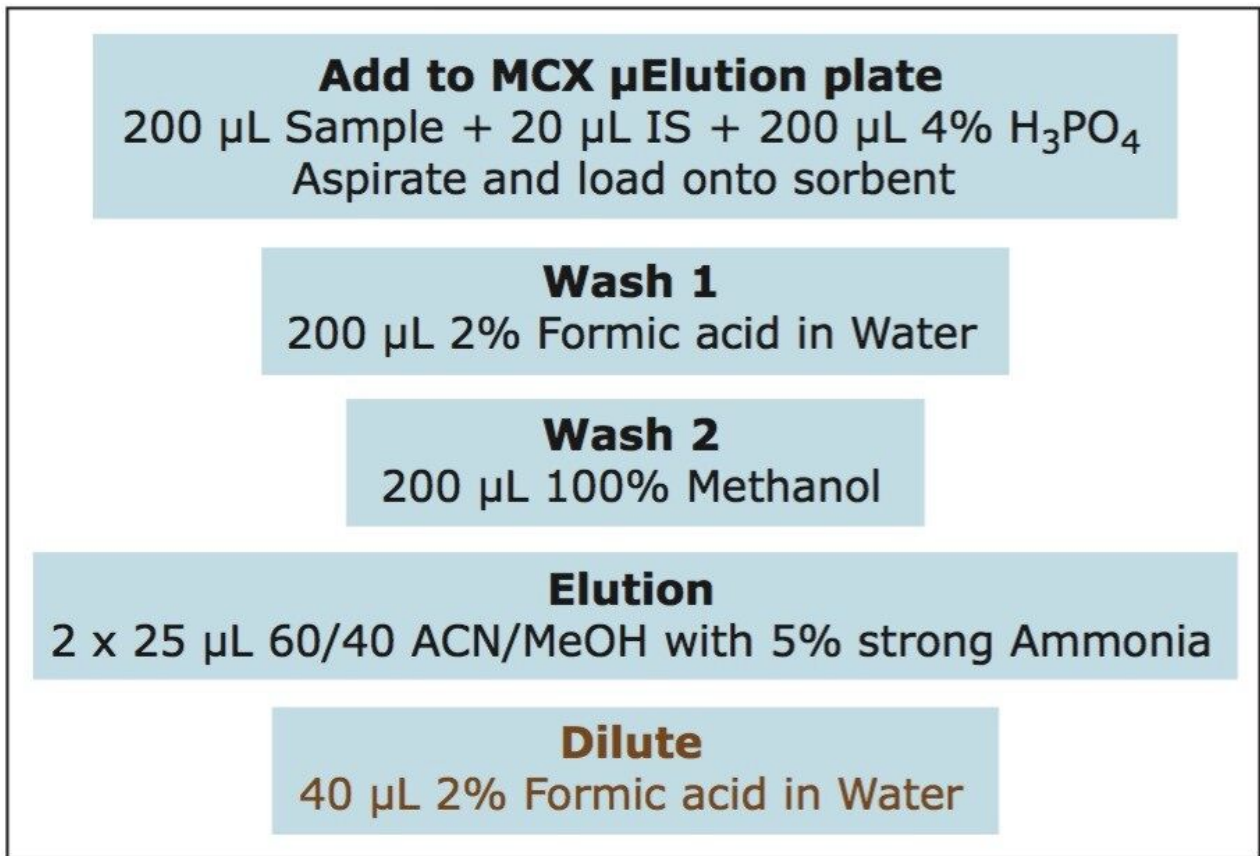 Add to MCX µElution plate
200 µL Sample + 20 µL IS + 200 µL 4% H₃PO₄
Aspirate and load onto sorbent
Wash 1
200 µL 2% Formic acid in Water
Wash 2
200 µL 100% Methanol
Elution
2 x 25 µL 60/40 ACN/MeOH with 5% strong Ammonia
Dilute
40 µL 2% Formic acid in Water